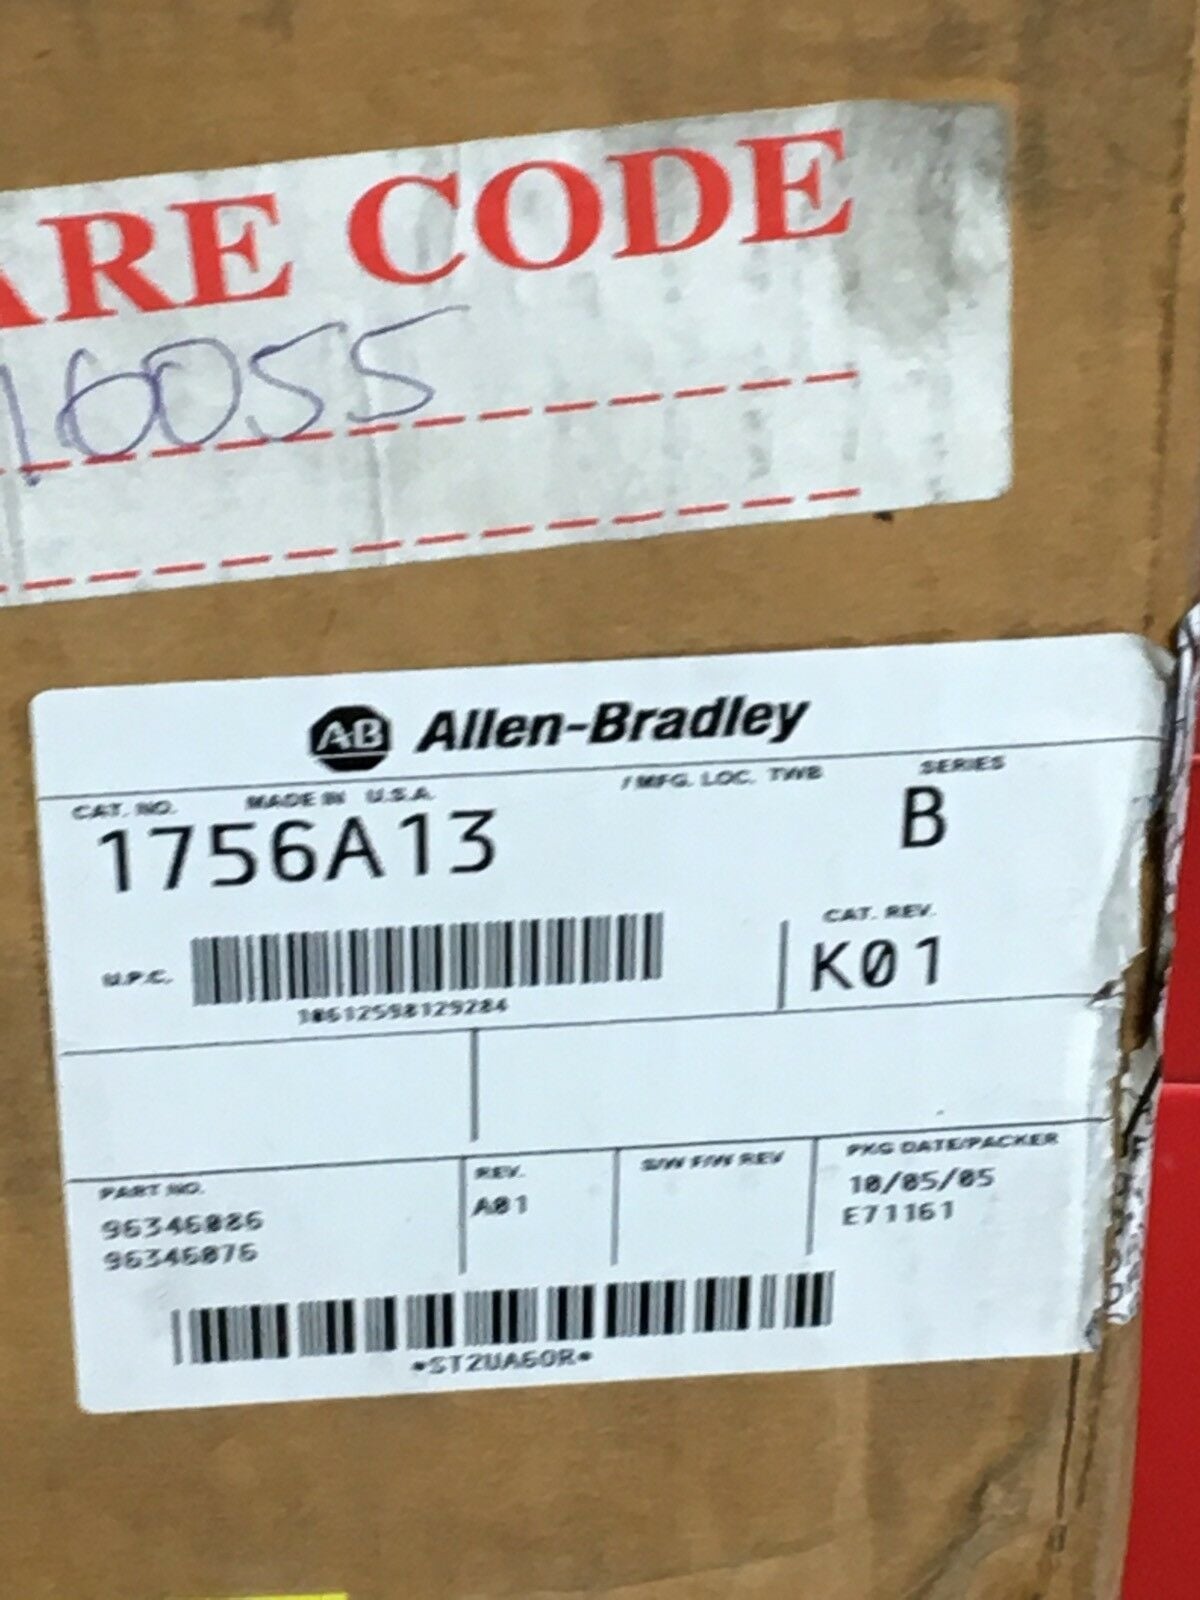 ARE CODE
16055
AB Allen-Bradley
CAT. NO. MADE IN U.S.A. / MFG. LOC. TWB SERIES
1756A13 B
CAT. REV.
U.P.C. K01
10612598129284
PART NO. REV. S/W F/W REV PKG DATE/PACKER
96346086 A01 10/05/05
96346076 E71161
*ST2UA60R*